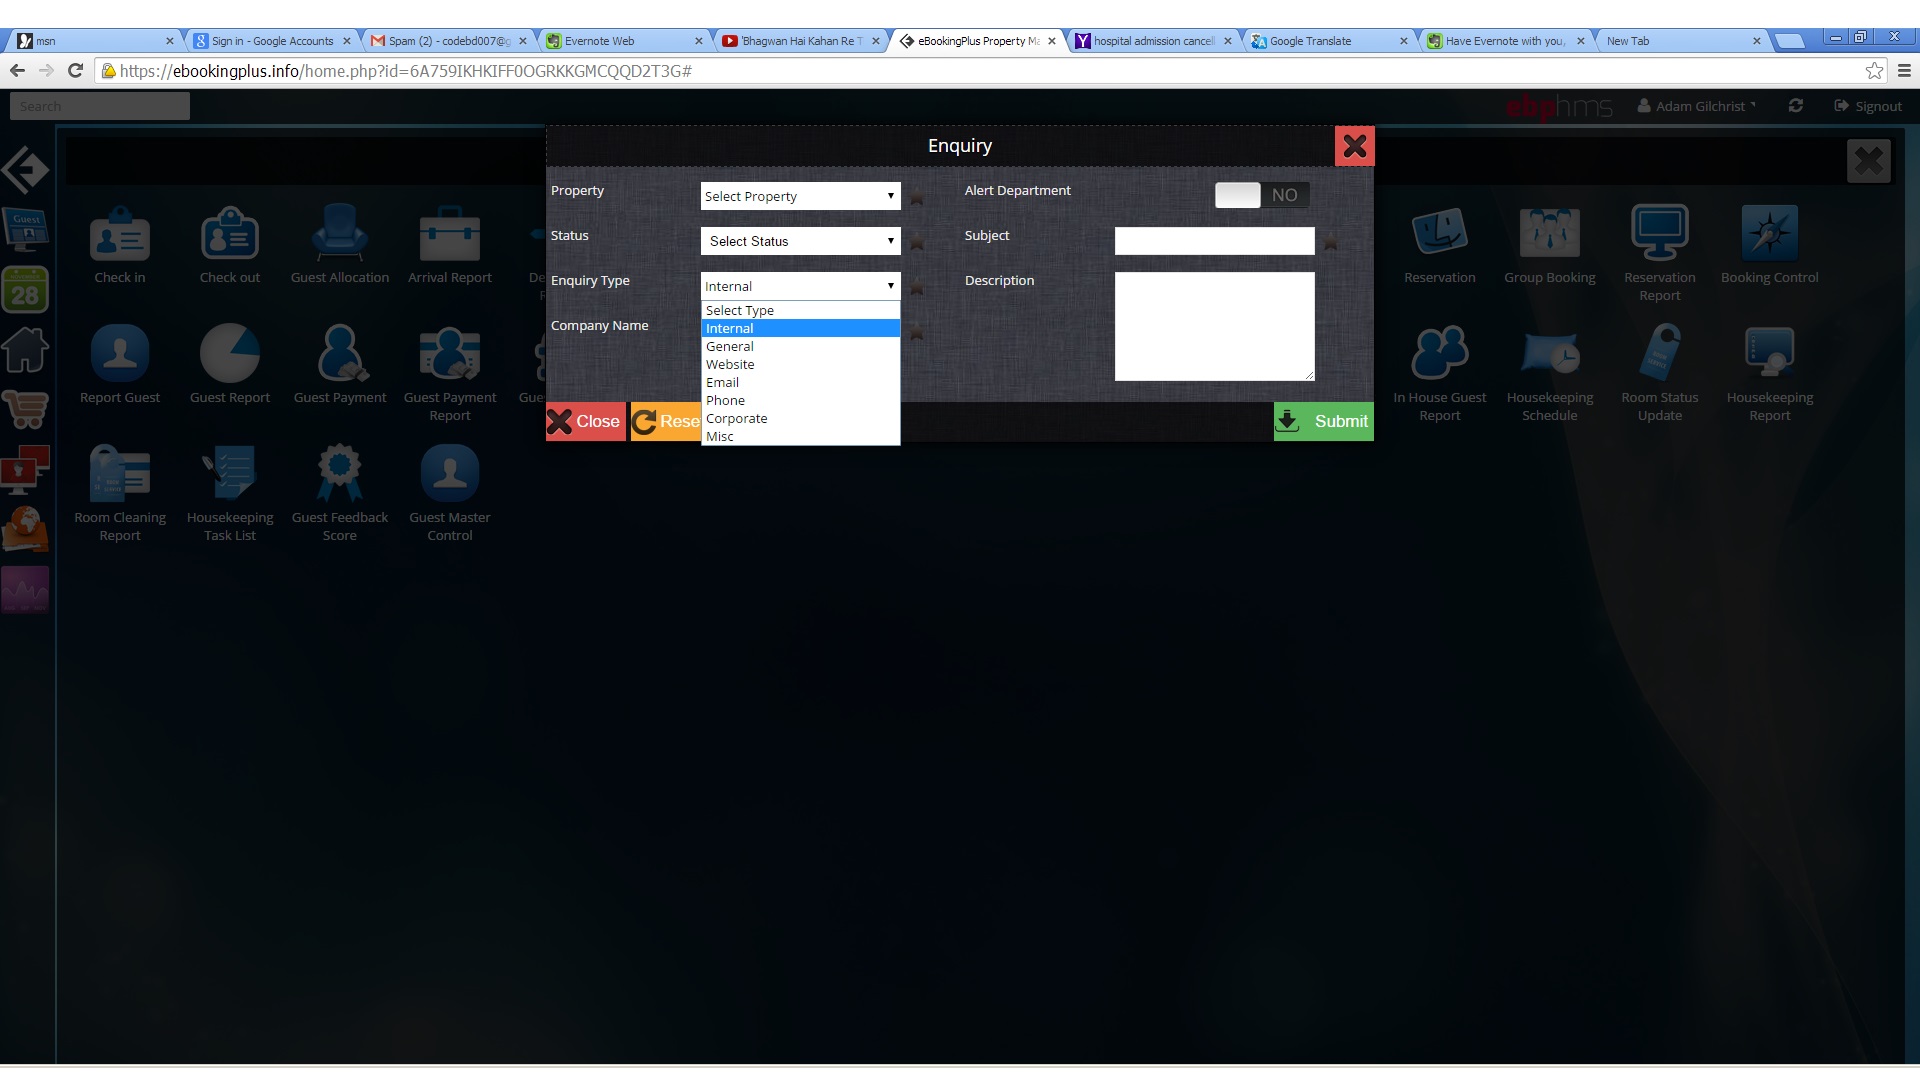 msn
Sign in - Google Accounts
Spam (2) - codebd007@g
Evernote Web
'Bhagwan Hai Kahan Re T
eBookingPlus Property Ma
hospital admission cancell
Google Translate
Have Evernote with you,
New Tab
https://ebookingplus.info/home.php?id=6A759IKHKIFF0OGRKKGMCQQD2T3G#
Search
ebphms
Adam Gilchrist
Signout
Enquiry
Property
Select Property
Alert Department
NO
Status
Select Status
Subject
Enquiry Type
Internal
Description
Select Type
Internal
General
Website
Email
Phone
Corporate
Misc
Company Name
Close
Rese
Submit
Guest
Check in
Check out
Guest Allocation
Arrival Report
De
Reservation
Group Booking
Reservation
Report
Booking Control
NOVEMBER
28
Report Guest
Guest Report
Guest Payment
Guest Payment
Report
Gues
In House Guest
Report
Housekeeping
Schedule
Room Status
Update
Housekeeping
Report
Room Cleaning
Report
Housekeeping
Task List
Guest Feedback
Score
Guest Master
Control